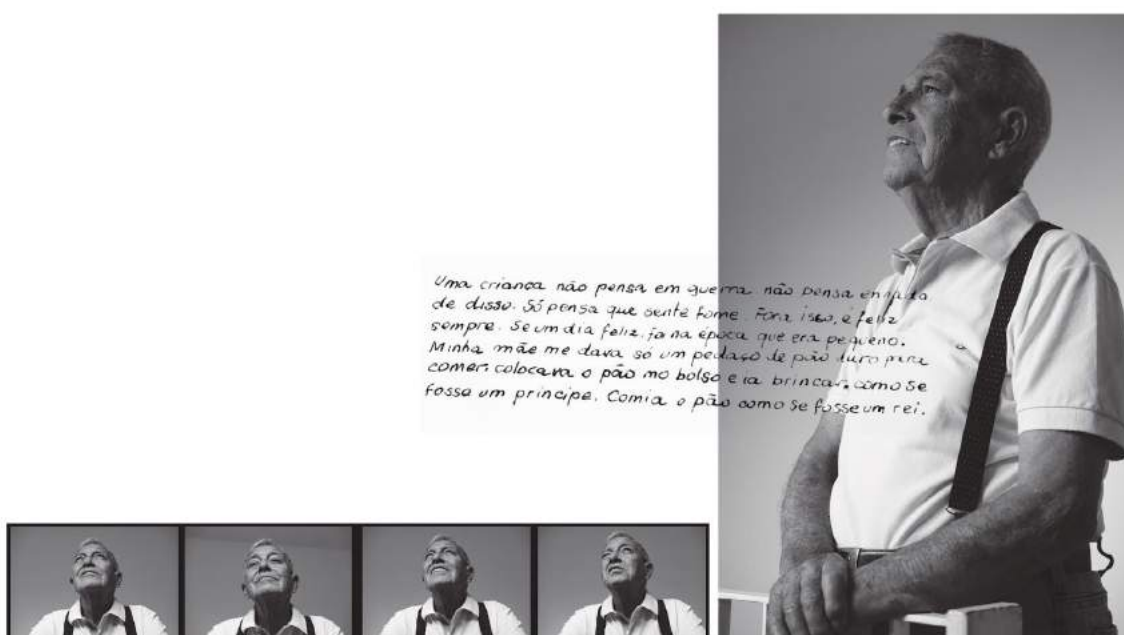 Uma criança não pensa em guerra não pensa em nada
de disso. Só pensa que sente fome. Fora isso, é feliz
sempre. Se um dia feliz, fo na época que era pequeno.
Minha mãe me dava só um pedaço de pão duro para
comer. colocava o pão no bolso e ia brincar. como se
fosse um principe. Comia o pão como se fosse um rei.